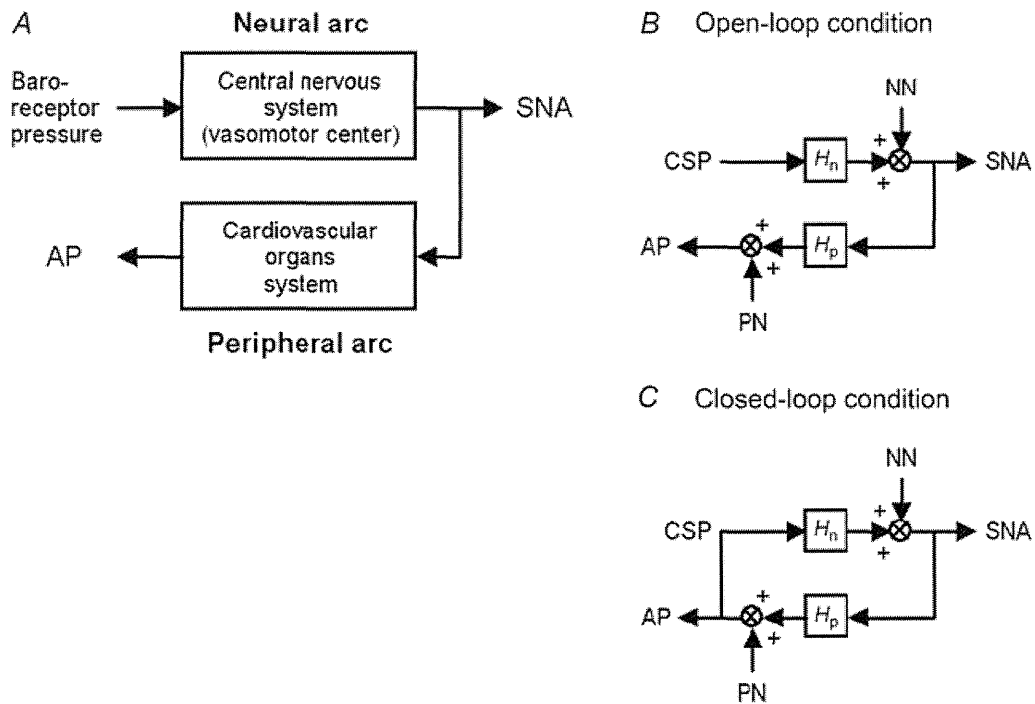 A
Neural arc
Baro-
receptor
pressure
Central nervous
system
(vasomotor center)
SNA
AP
Cardiovascular
organs
system
Peripheral arc
B Open-loop condition
NN
CSP
Hn
+
+
SNA
AP
+
+
Hp
PN
C Closed-loop condition
NN
CSP
Hn
+
+
SNA
AP
+
+
Hp
PN